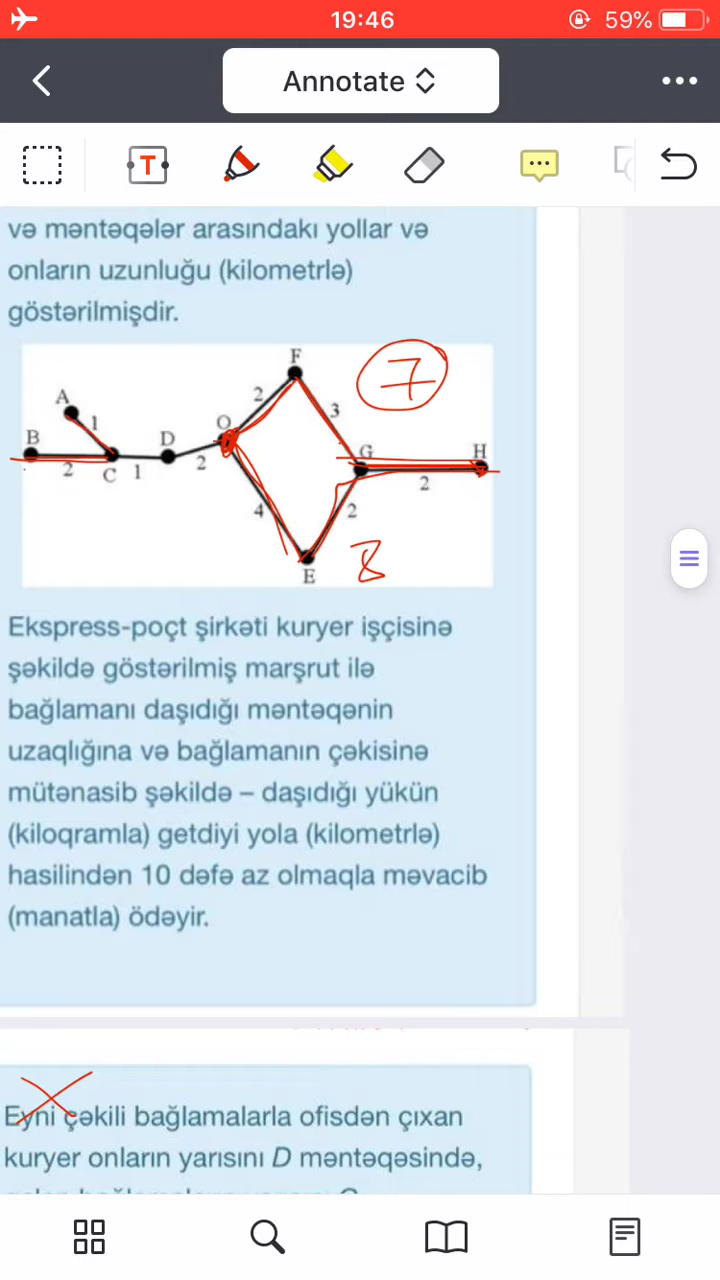 19:46
59%
Annotate
T
və məntəqələr arasındakı yollar və
onların uzunluğu (kilometrlə)
göstərilmişdir.
F
7
A
2
3
1
O
B
D
G
H
2
C
1
2
4
2
2
E
8
Ekspress-poçt şirkəti kuryer işçisinə
şəkildə göstərilmiş marşrut ilə
bağlamanı daşıdığı məntəqənin
uzaqlığına və bağlamanın çəkisinə
mütənasib şəkildə – daşıdığı yükün
(kiloqramla) getdiyi yola (kilometrlə)
hasilindən 10 dəfə az olmaqla məvacib
(manatla) ödəyir.
Eyni çəkili bağlamalarla ofisdən çıxan
kuryer onların yarısını D məntəqəsində,